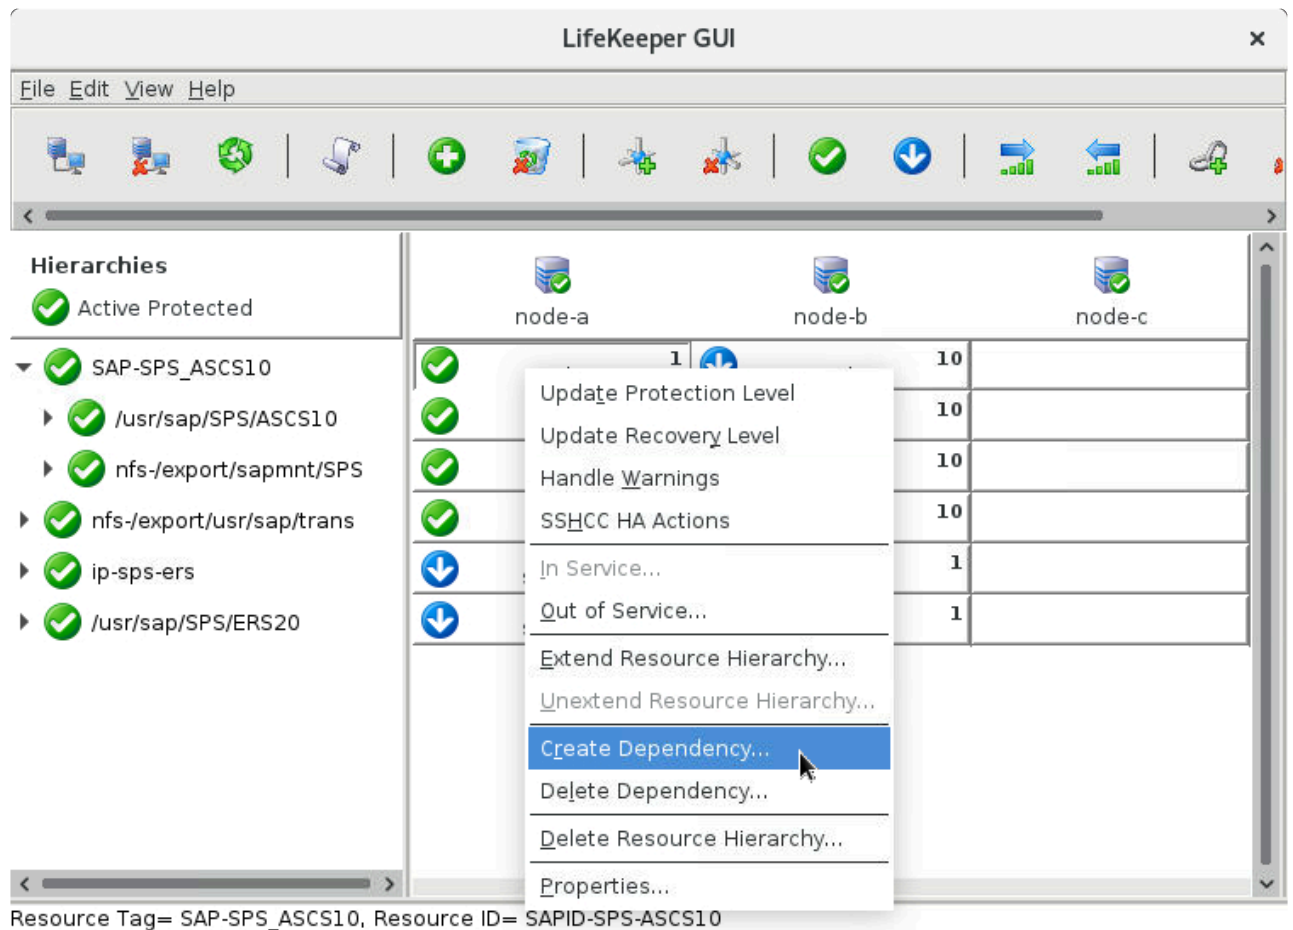 LifeKeeper GUI
File Edit View Help
Hierarchies
Active Protected
node-a
node-b
node-c
SAP-SPS_ASCS10
1
10
/usr/sap/SPS/ASCS10
10
nfs-/export/sapmnt/SPS
10
nfs-/export/usr/sap/trans
10
ip-sps-ers
1
/usr/sap/SPS/ERS20
1
Update Protection Level
Update Recovery Level
Handle Warnings
SSHCC HA Actions
In Service...
Out of Service...
Extend Resource Hierarchy...
Unextend Resource Hierarchy...
Create Dependency...
Delete Dependency...
Delete Resource Hierarchy...
Properties...
Resource Tag= SAP-SPS_ASCS10, Resource ID= SAPID-SPS-ASCS10